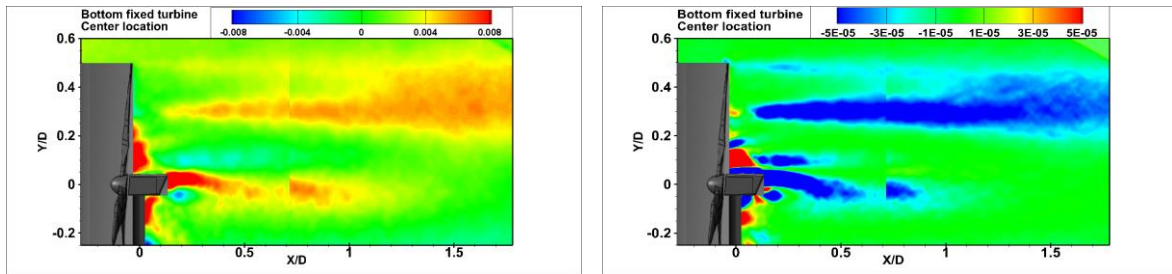 Bottom fixed turbine
Center location
-0.008 -0.004 0 0.004 0.008
0.6
0.4
0.2
0
-0.2
Y/D
0 0.5 1 1.5
X/D
Bottom fixed turbine
Center location
-5E-05 -3E-05 -1E-05 1E-05 3E-05 5E-05
0.6
0.4
0.2
0
-0.2
Y/D
0 0.5 1 1.5
X/D